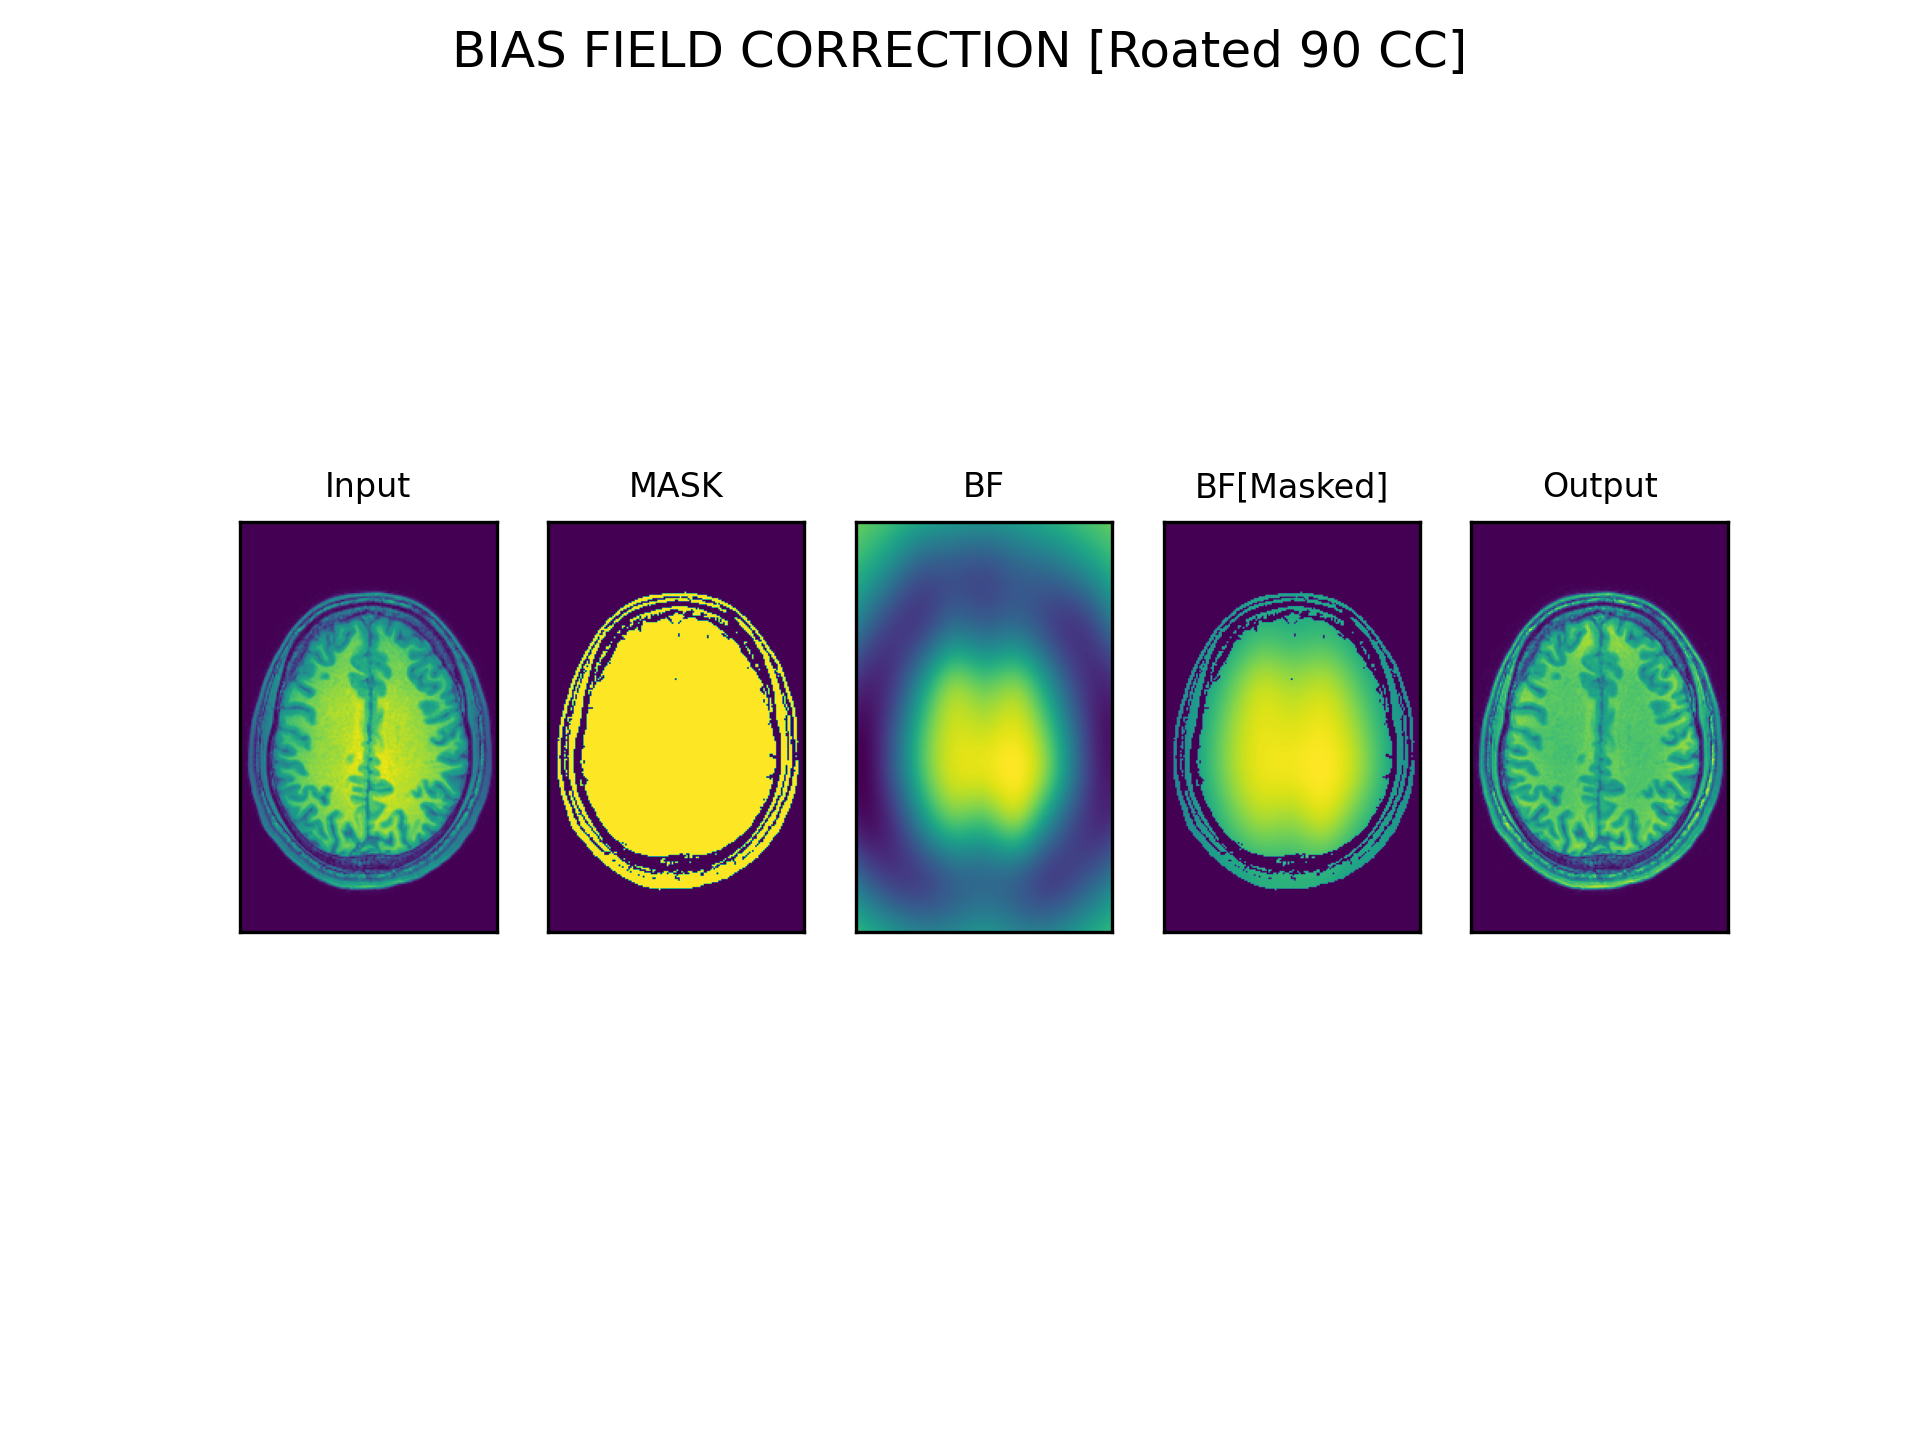 BIAS FIELD CORRECTION [Roated 90 CC]
Input
MASK
BF
BF[Masked]
Output